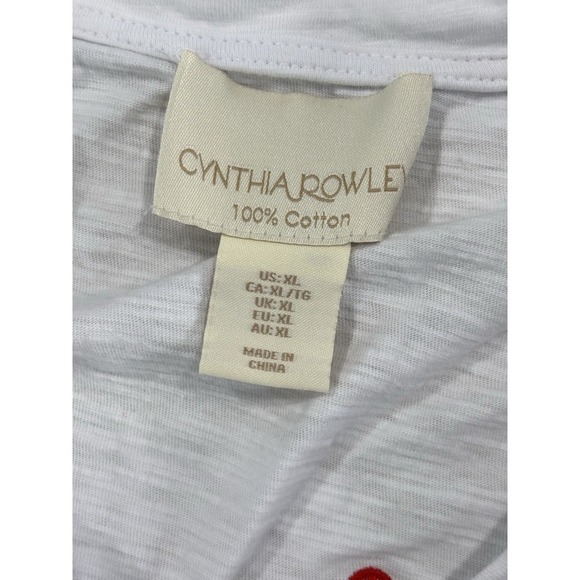 CYNTHIA ROWLEY
100% Cotton
US: XL
CA: XL/TG
UK: XL
EU: XL
AU: XL
MADE IN
CHINA